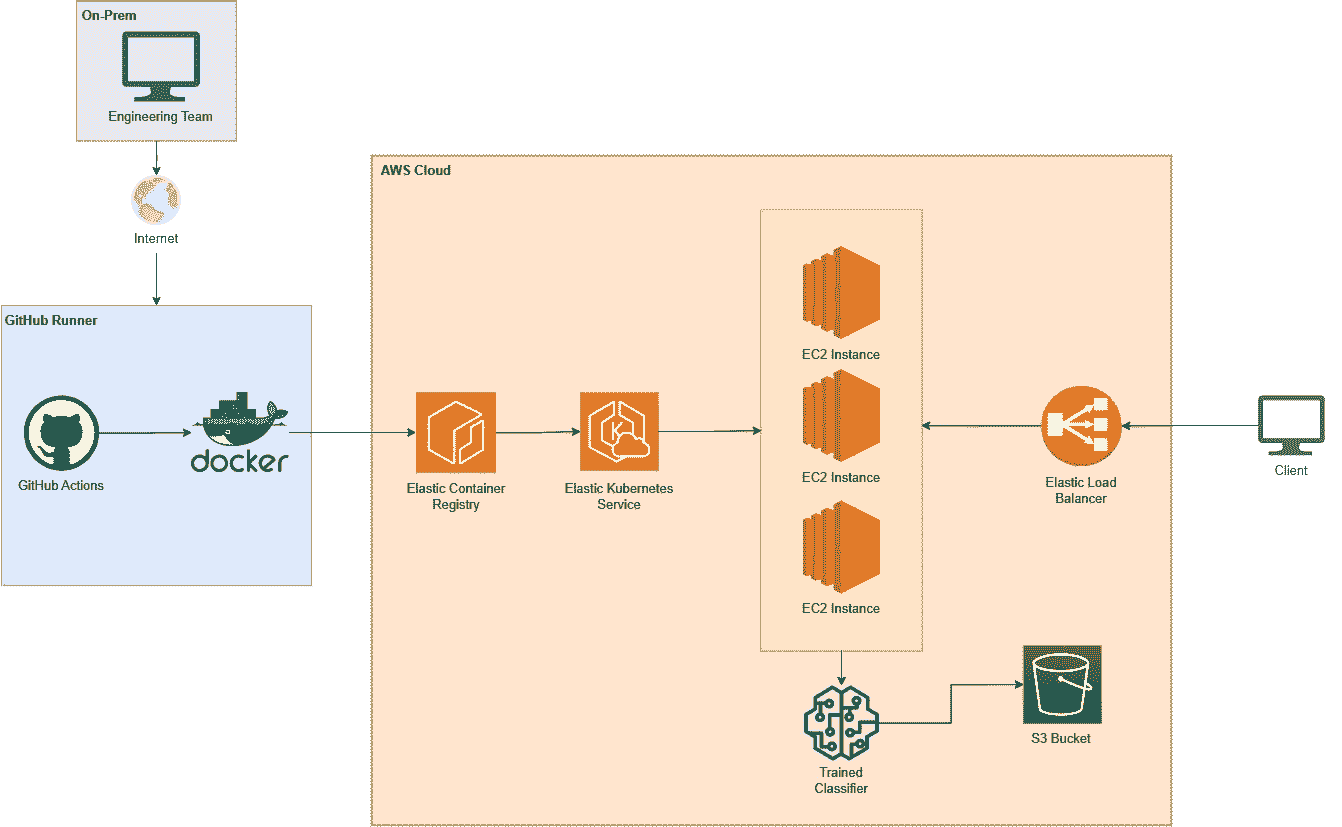 On-Prem
Engineering Team
Internet
GitHub Runner
GitHub Actions
docker
AWS Cloud
Elastic Container
Registry
Elastic Kubernetes
Service
K
EC2 Instance
EC2 Instance
EC2 Instance
Elastic Load
Balancer
Client
Trained
Classifier
S3 Bucket